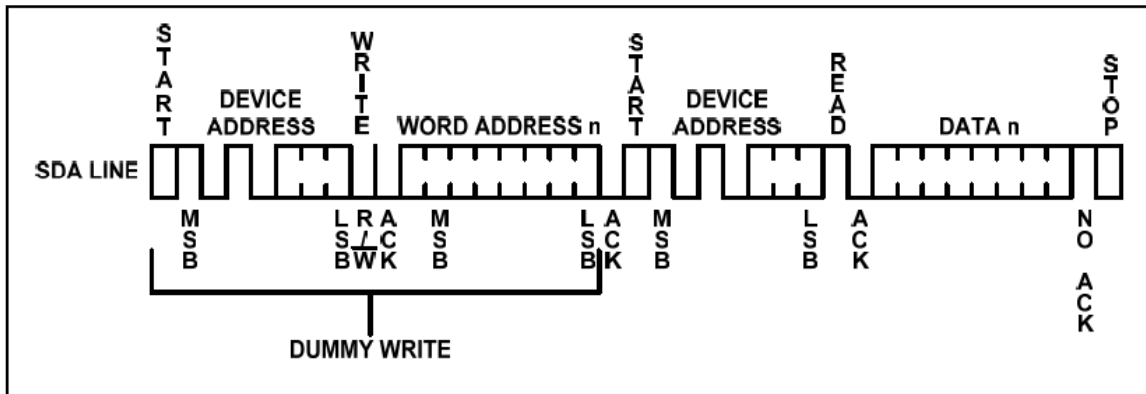 START
WRITE
START
READ
STOP
DEVICE
ADDRESS
WORD ADDRESS n
DEVICE
ADDRESS
DATA n
SDA LINE
MSB
LSB
R/W
ACK
MSB
LSB
ACK
MSB
LSB
ACK
NO ACK
DUMMY WRITE